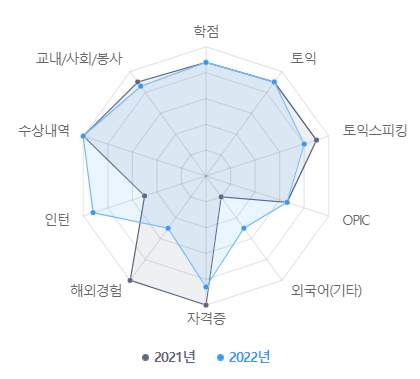 학점
교내/사회/봉사
토익
수상내역
토익스피킹
인턴
OPIC
해외경험
외국어(기타)
자격증
2021년
2022년